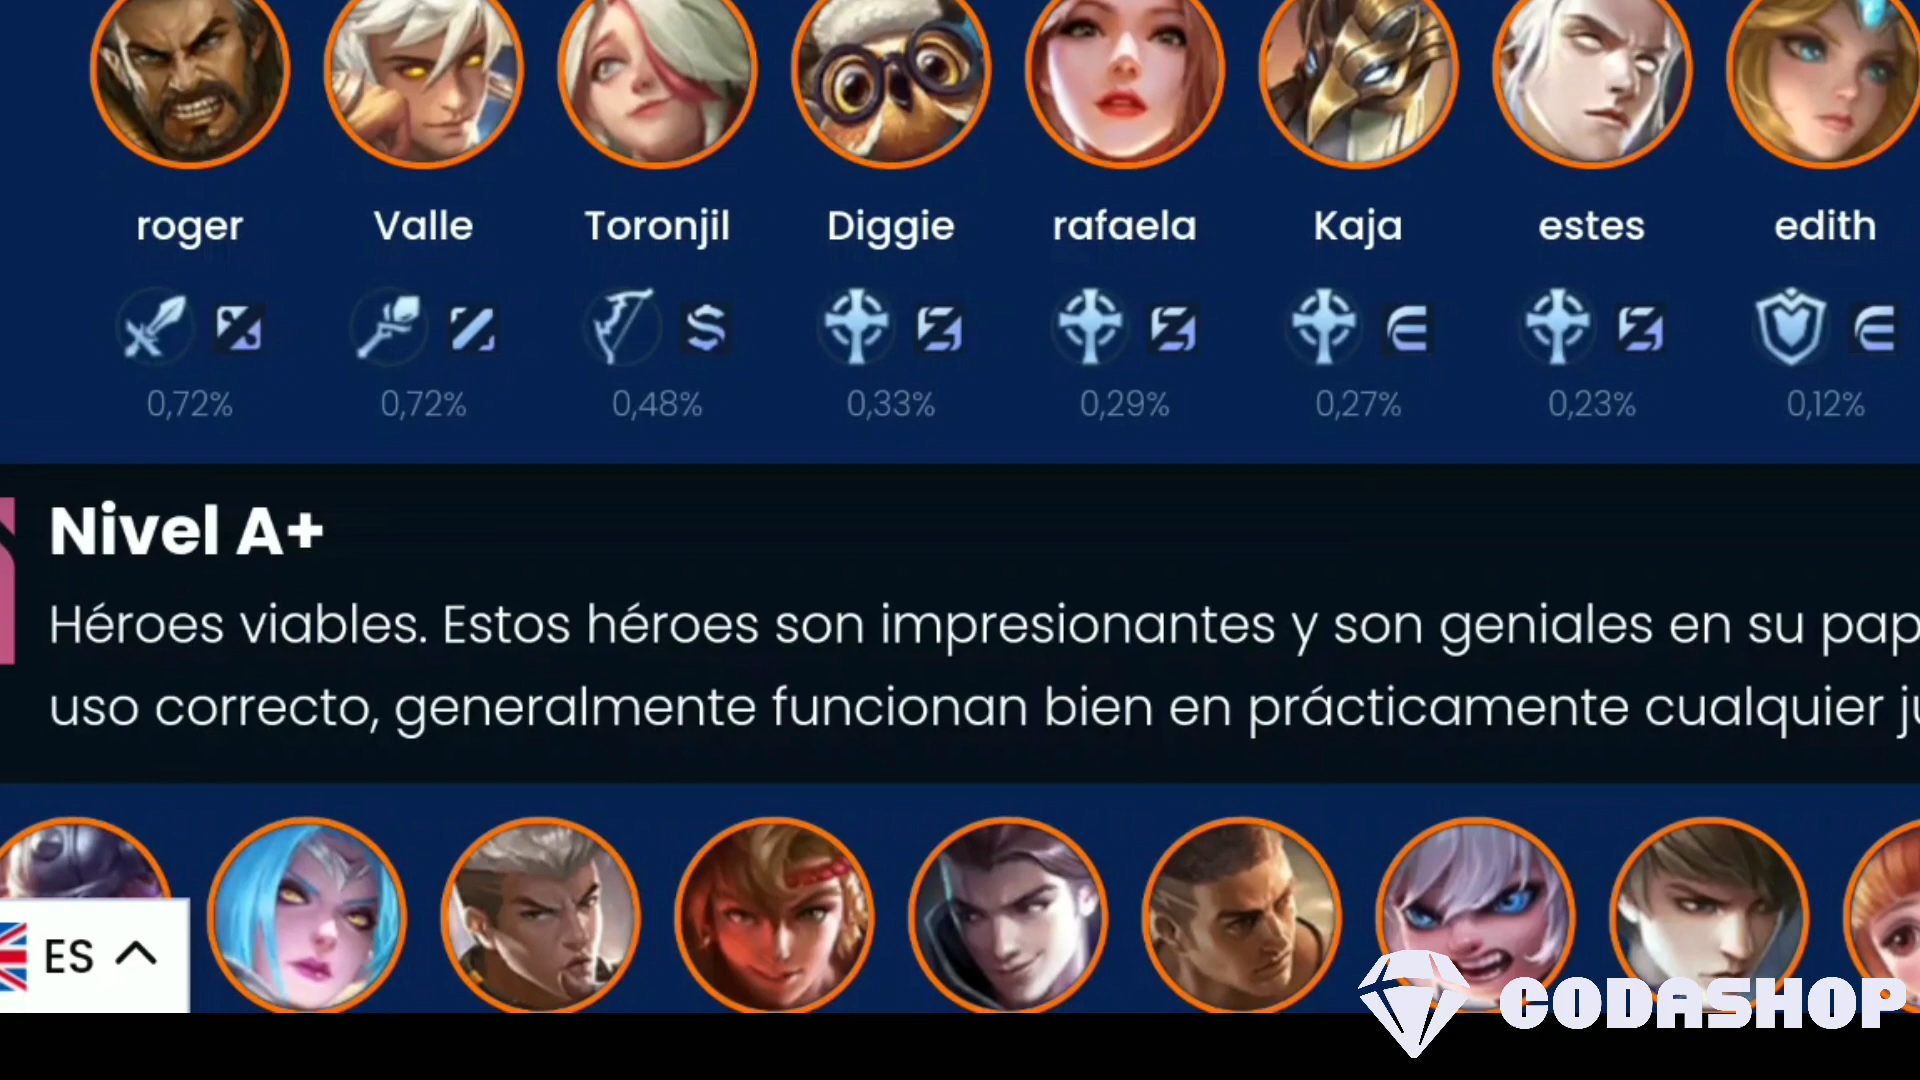 roger Valle Toronjil Diggie rafaela Kaja estes edith
0,72% 0,72% 0,48% 0,33% 0,29% 0,27% 0,23% 0,12%
Nivel A+
Héroes viables. Estos héroes son impresionantes y son geniales en su pap
uso correcto, generalmente funcionan bien en prácticamente cualquier ju
ES
CODASHOP